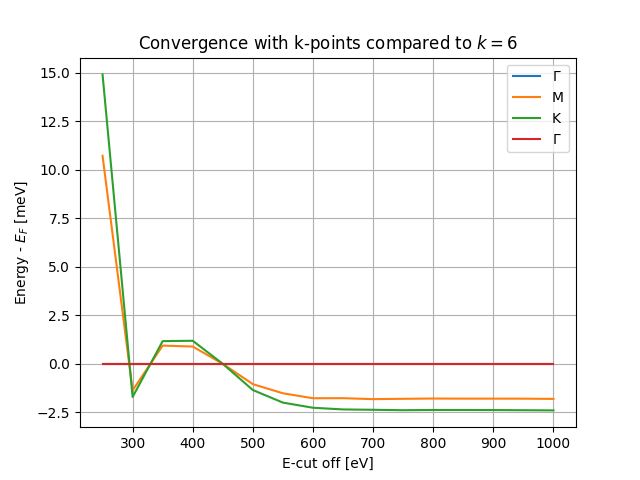 Convergence with k-points compared to k = 6
Energy - E_F [meV]
15.0
12.5
10.0
7.5
5.0
2.5
0.0
−2.5
Γ
M
K
Γ
300 400 500 600 700 800 900 1000
E-cut off [eV]